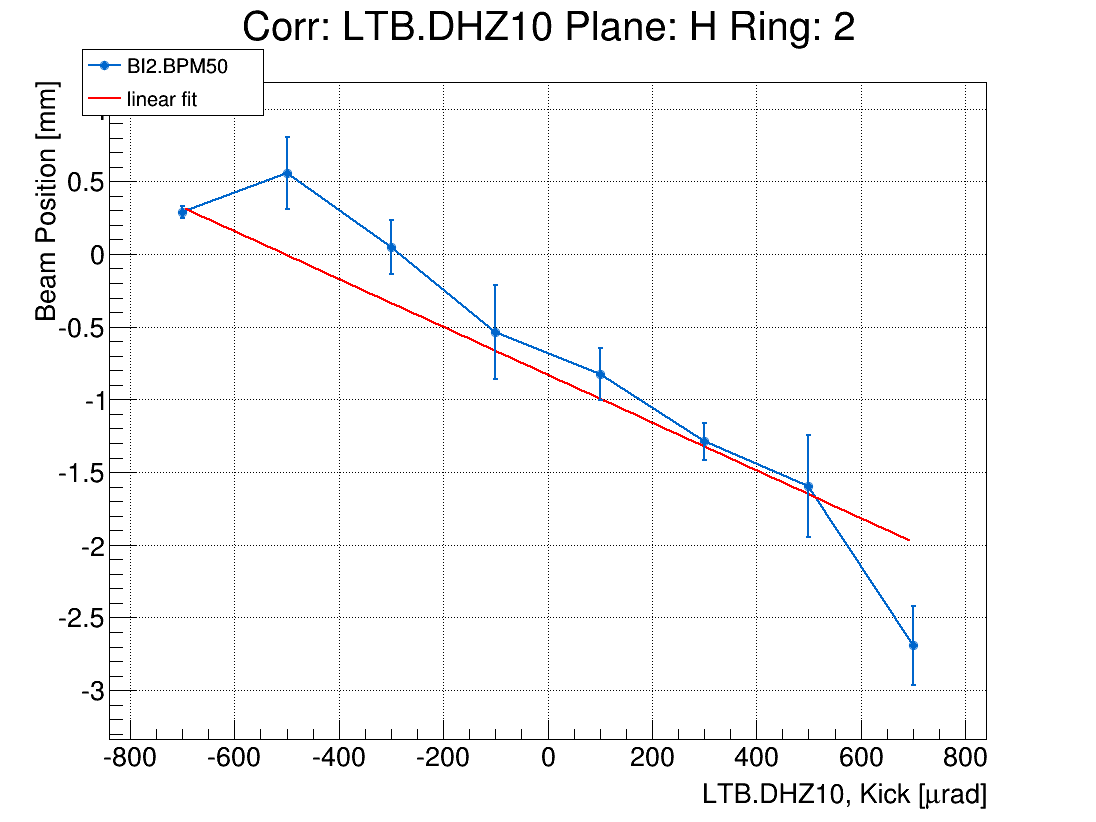 Corr: LTB.DHZ10 Plane: H Ring: 2
BI2.BPM50
linear fit
Beam Position [mm]
0.5
0
-0.5
-1
-1.5
-2
-2.5
-3
-800 -600 -400 -200 0 200 400 600 800
LTB.DHZ10, Kick [μrad]